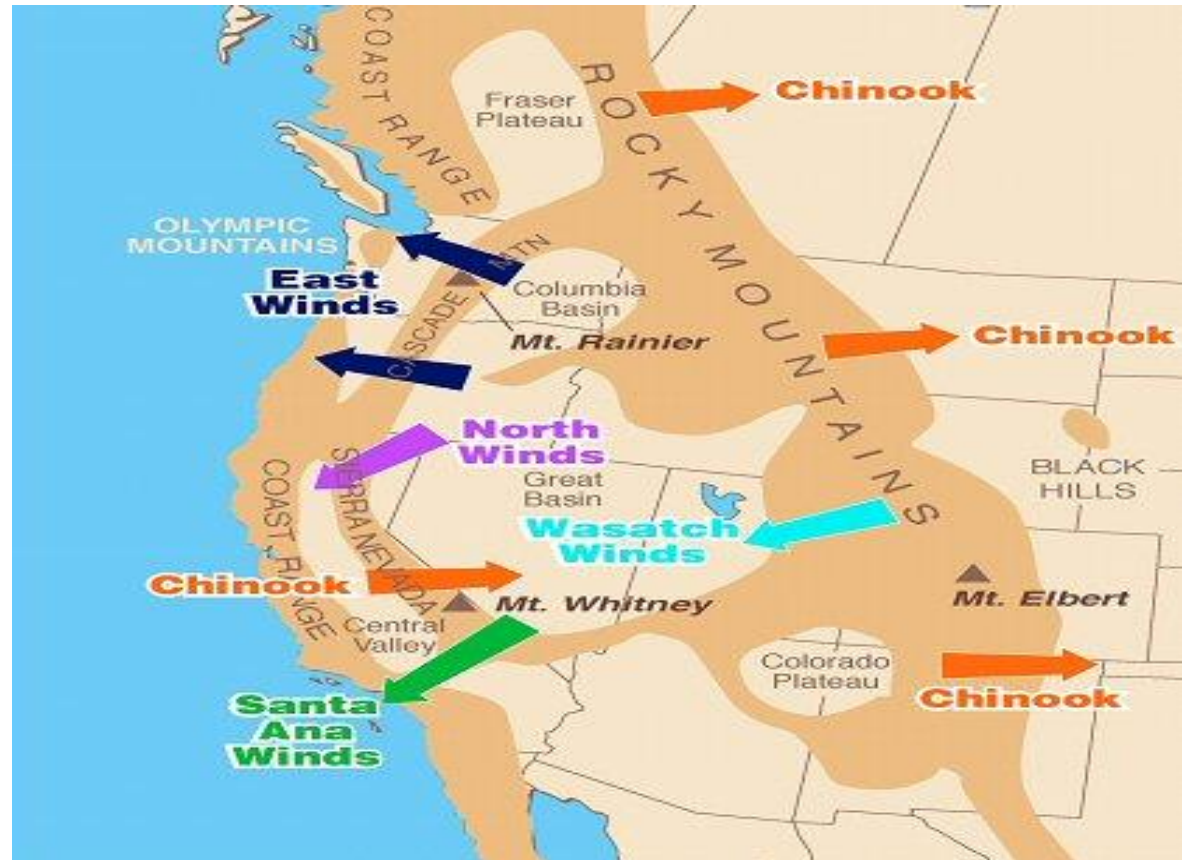 COAST RANGE
Fraser
Plateau
ROCKY MOUNTAINS
Chinook
OLYMPIC
MOUNTAINS
East
Winds
CASCADE MTN
Columbia
Basin
Mt. Rainier
Chinook
North
Winds
Great
Basin
BLACK
HILLS
SIERRA NEVADA
COAST RANGE
Wasatch
Winds
Chinook
Mt. Whitney
Mt. Elbert
Central
Valley
Colorado
Plateau
Chinook
Santa
Ana
Winds